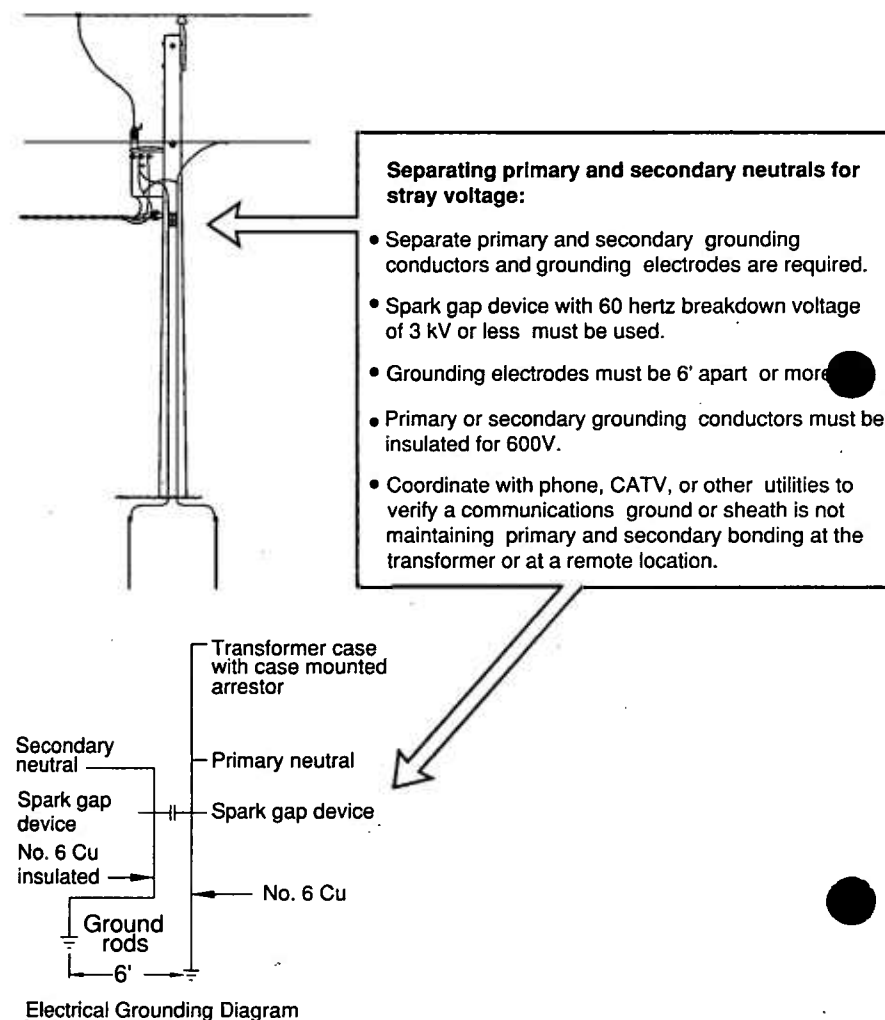 Separating primary and secondary neutrals for
stray voltage:
• Separate primary and secondary grounding
conductors and grounding electrodes are required.
• Spark gap device with 60 hertz breakdown voltage
of 3 kV or less must be used.
• Grounding electrodes must be 6' apart or more
• Primary or secondary grounding conductors must be
insulated for 600V.
• Coordinate with phone, CATV, or other utilities to
verify a communications ground or sheath is not
maintaining primary and secondary bonding at the
transformer or at a remote location.
Transformer case
with case mounted
arrestor
Secondary
neutral
Primary neutral
Spark gap
device
Spark gap device
No. 6 Cu
insulated
No. 6 Cu
Ground
rods
6'
Electrical Grounding Diagram